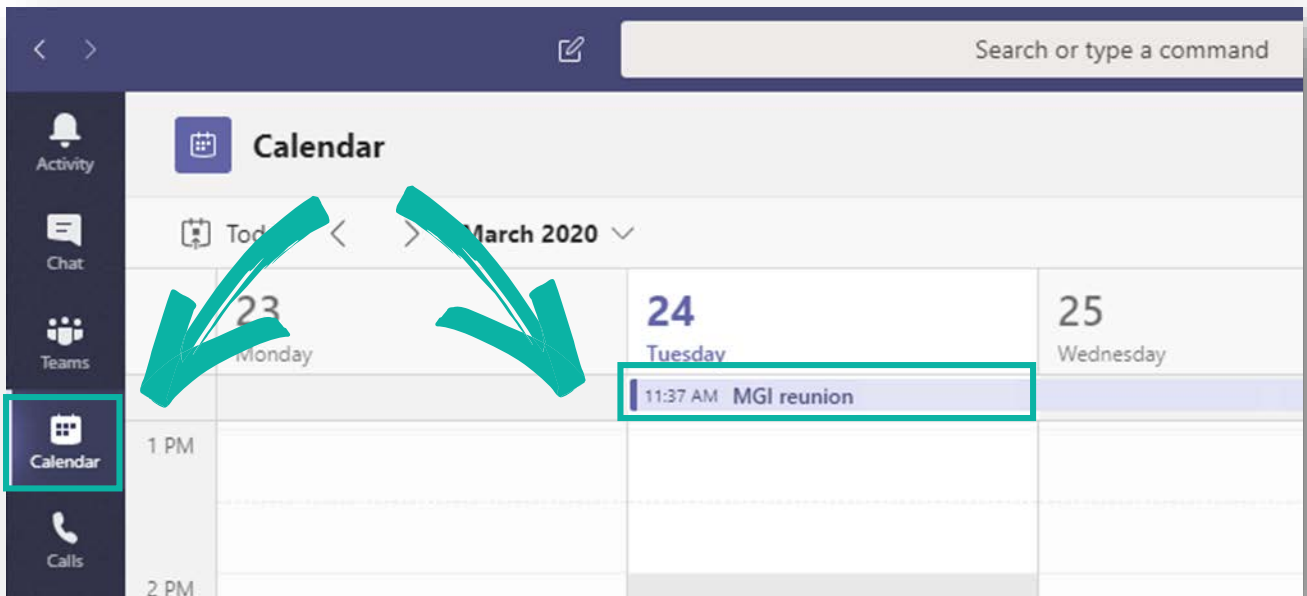 Search or type a command
Activity
Calendar
March 2020
Chat
23
Monday
24
Tuesday
25
Wednesday
Teams
11:37 AM MGI reunion
Calendar
1 PM
Calls
2 PM